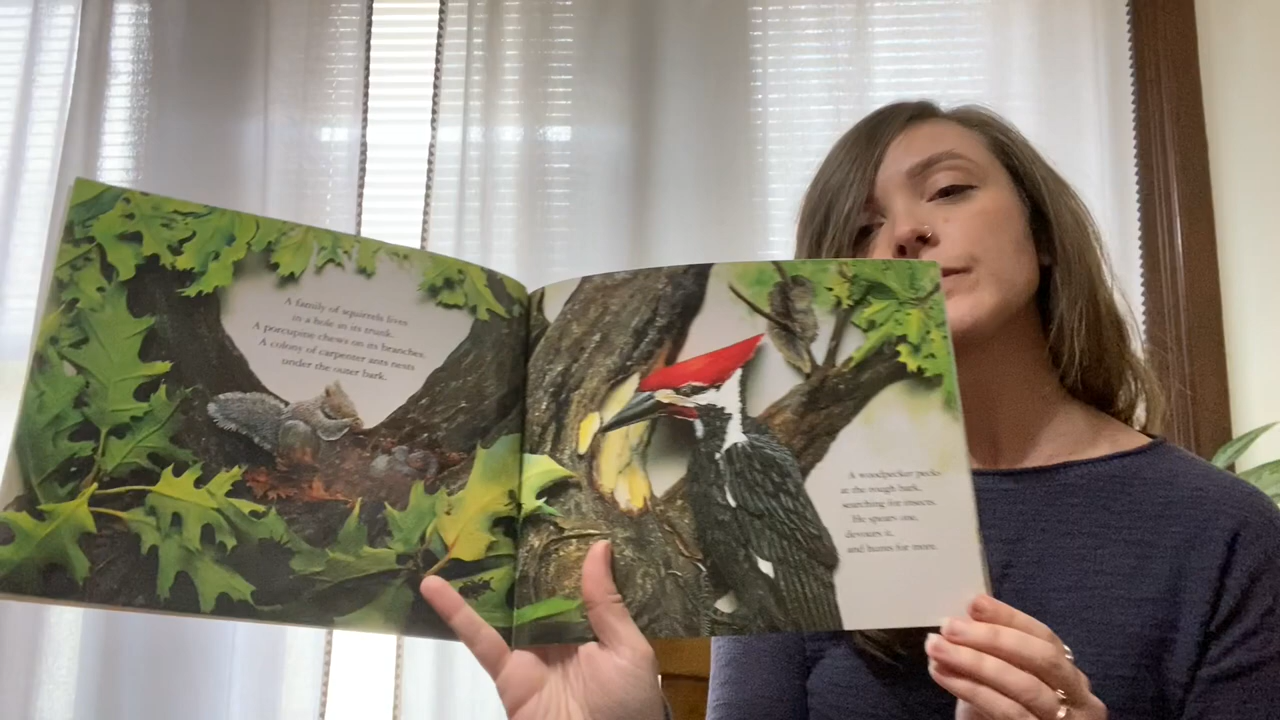 A family of squirrels lives
in a hole in its trunk.
A porcupine chews on its branches.
A colony of carpenter ants nests
under the outer bark.
A woodpecker pecks
at the rough bark,
searching for insects.
He spears one,
devours it,
and hunts for more.